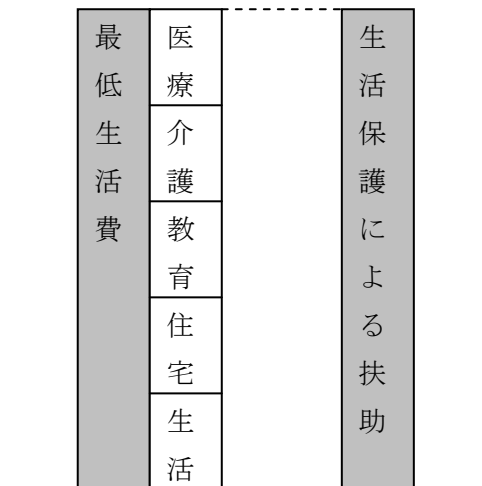 最低生活費
医療
介護
教育
住宅
生活
生活保護による扶助